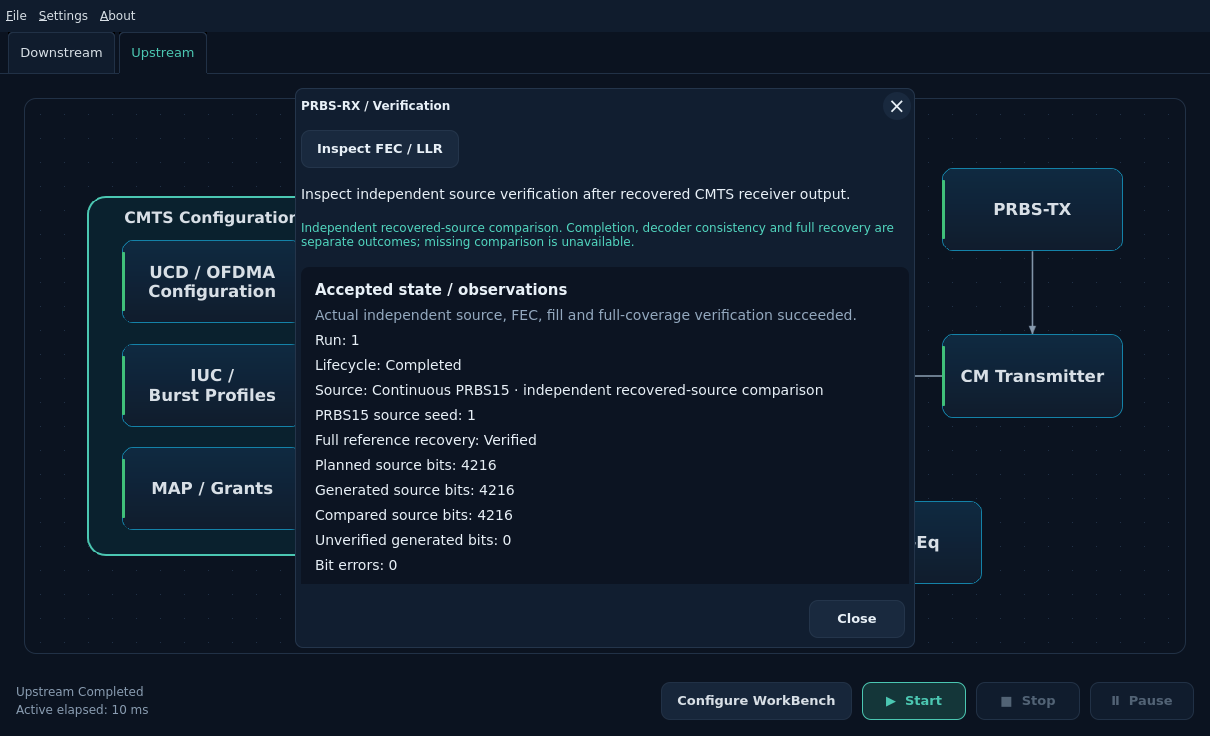 File Settings About
Downstream Upstream
PRBS-RX / Verification
Inspect FEC / LLR
Inspect independent source verification after recovered CMTS receiver output.
Independent recovered-source comparison. Completion, decoder consistency and full recovery are
separate outcomes; missing comparison is unavailable.
Accepted state / observations
Actual independent source, FEC, fill and full-coverage verification succeeded.
Run: 1
Lifecycle: Completed
Source: Continuous PRBS15 · independent recovered-source comparison
PRBS15 source seed: 1
Full reference recovery: Verified
Planned source bits: 4216
Generated source bits: 4216
Compared source bits: 4216
Unverified generated bits: 0
Bit errors: 0
Close
CMTS Configuration
UCD / OFDMA
Configuration
IUC /
Burst Profiles
MAP / Grants
PRBS-TX
CM Transmitter
-Eq
Upstream Completed
Active elapsed: 10 ms
Configure WorkBench
Start
Stop
Pause